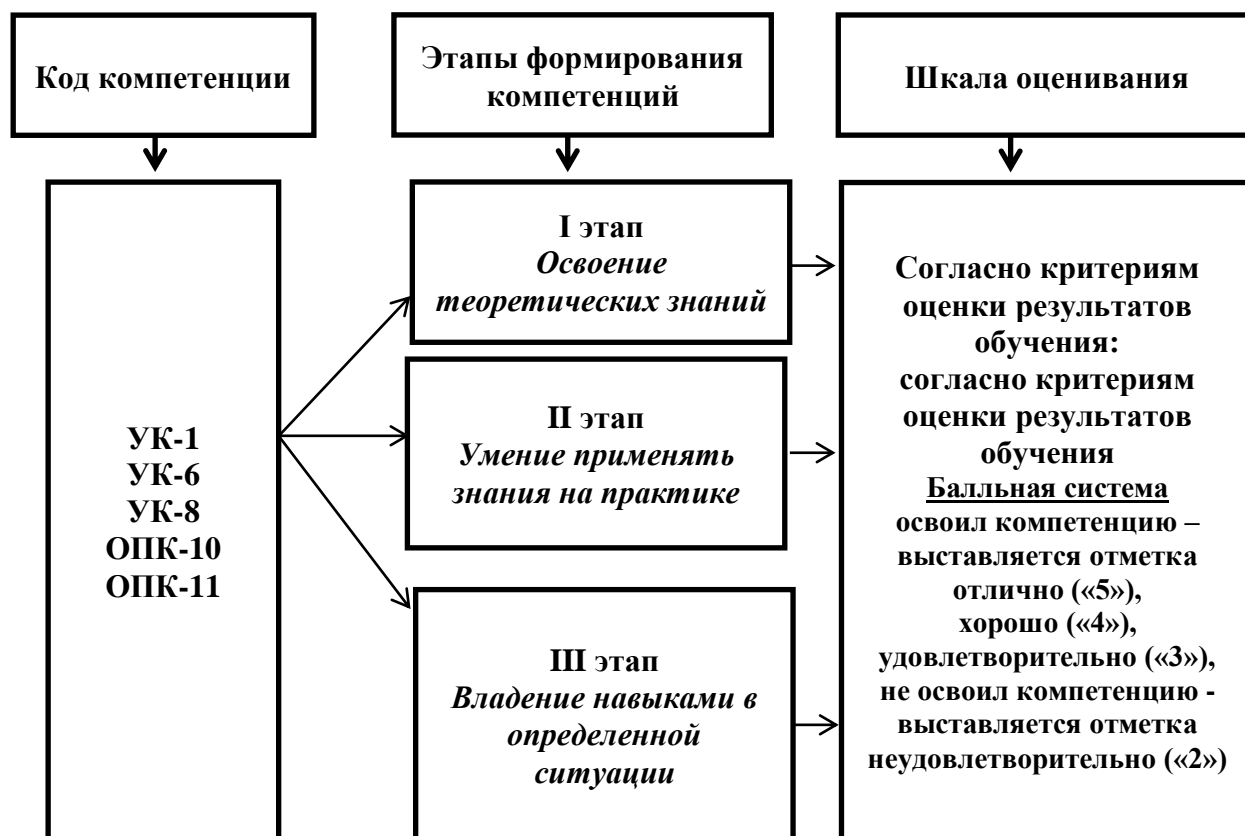 Код компетенции
Этапы формирования
компетенций
Шкала оценивания
УК-1
УК-6
УК-8
ОПК-10
ОПК-11
I этап
Освоение
теоретических знаний
II этап
Умение применять
знания на практике
III этап
Владение навыками в
определенной
ситуации
Согласно критериям
оценки результатов
обучения:
согласно критериям
оценки результатов
обучения
Балльная система
освоил компетенцию –
выставляется отметка
отлично («5»),
хорошо («4»),
удовлетворительно («3»),
не освоил компетенцию -
выставляется отметка
неудовлетворительно («2»)